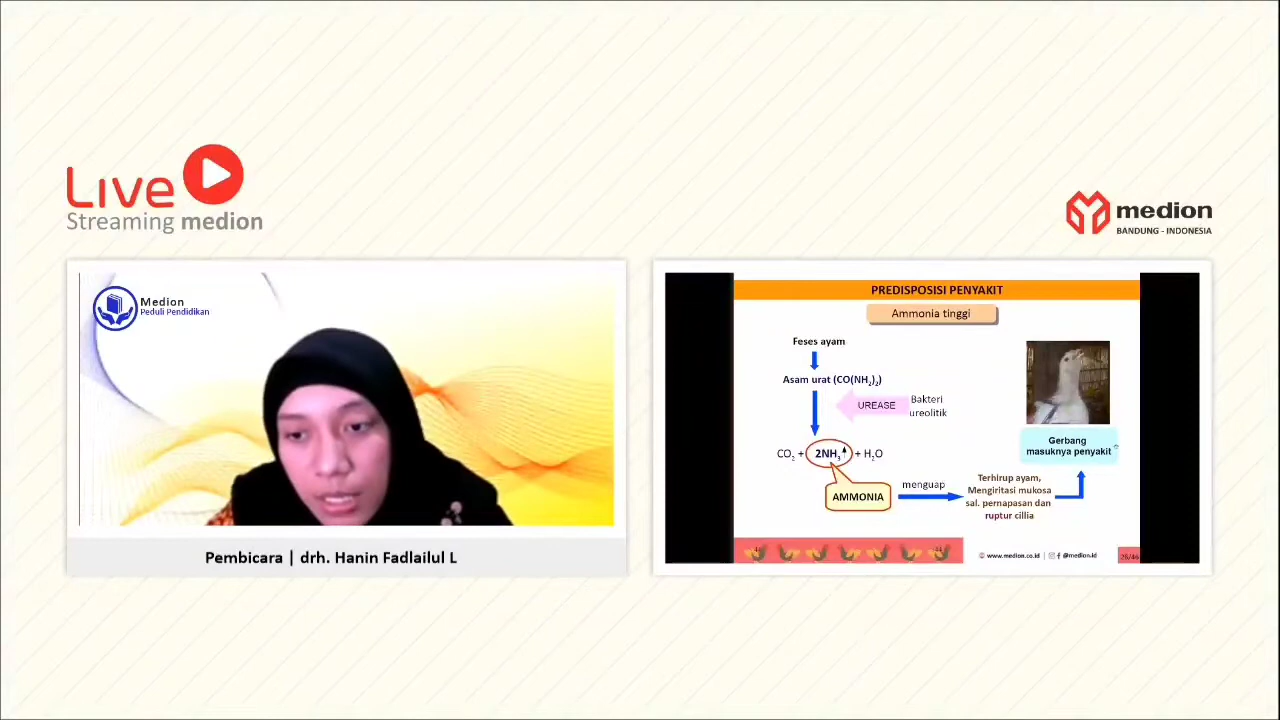 Live
Streaming medion
medion
BANDUNG - INDONESIA
Medion
Peduli Pendidikan
Pembicara | drh. Hanin Fadlailul L
PREDISPOSISI PENYAKIT
Ammonia tinggi
Feses ayam
Asam urat (CO(NH₂)₂)
UREASE
Bakteri
ureolitik
CO₂ + 2NH₃ + H₂O
AMMONIA
menguap
Terhirup ayam,
Mengiritasi mukosa
sal. pernapasan dan
ruptur cillia
Gerbang
masuknya penyakit
www.medion.co.id | @medion.id